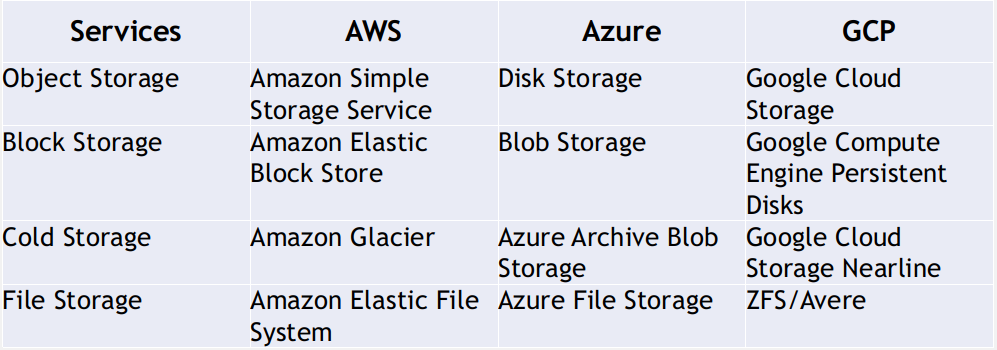 Services AWS Azure GCP
Object Storage Amazon Simple Storage Service Disk Storage Google Cloud Storage
Block Storage Amazon Elastic Block Store Blob Storage Google Compute Engine Persistent Disks
Cold Storage Amazon Glacier Azure Archive Blob Storage Google Cloud Storage Nearline
File Storage Amazon Elastic File System Azure File Storage ZFS/Avere